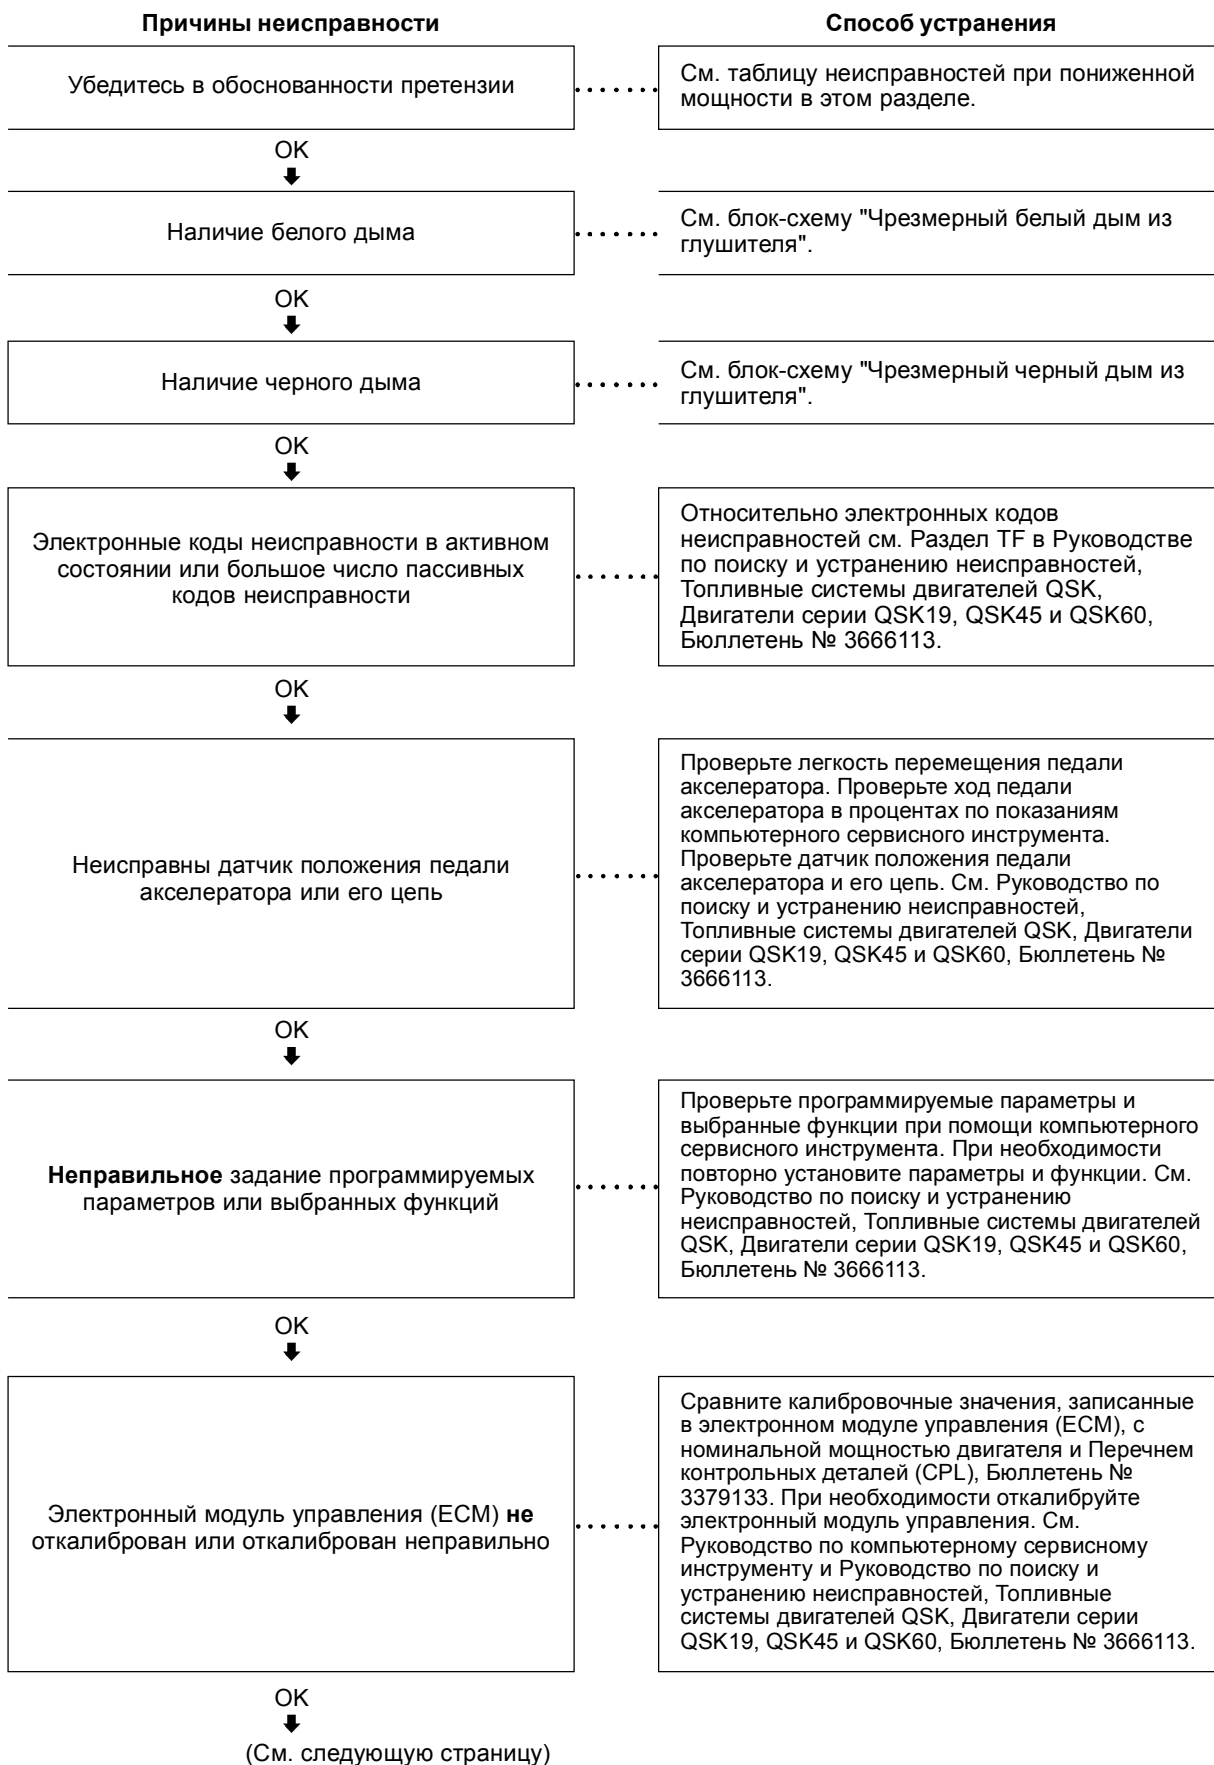 Причины неисправности
Способ устранения
Убедитесь в обоснованности претензии
См. таблицу неисправностей при пониженной
мощности в этом разделе.
OK
Наличие белого дыма
См. блок-схему "Чрезмерный белый дым из
глушителя".
OK
Наличие черного дыма
См. блок-схему "Чрезмерный черный дым из
глушителя".
OK
Электронные коды неисправности в активном
состоянии или большое число пассивных
кодов неисправности
Относительно электронных кодов
неисправностей см. Раздел TF в Руководстве
по поиску и устранению неисправностей,
Топливные системы двигателей QSK,
Двигатели серии QSK19, QSK45 и QSK60,
Бюллетень № 3666113.
OK
Неисправны датчик положения педали
акселератора или его цепь
Проверьте легкость перемещения педали
акселератора. Проверьте ход педали
акселератора в процентах по показаниям
компьютерного сервисного инструмента.
Проверьте датчик положения педали
акселератора и его цепь. См. Руководство по
поиску и устранению неисправностей,
Топливные системы двигателей QSK, Двигатели
серии QSK19, QSK45 и QSK60, Бюллетень №
3666113.
OK
Неправильное задание программируемых
параметров или выбранных функций
Проверьте программируемые параметры и
выбранные функции при помощи компьютерного
сервисного инструмента. При необходимости
повторно установите параметры и функции. См.
Руководство по поиску и устранению
неисправностей, Топливные системы двигателей
QSK, Двигатели серии QSK19, QSK45 и QSK60,
Бюллетень № 3666113.
OK
Электронный модуль управления (ECM) не
откалиброван или откалиброван неправильно
Сравните калибровочные значения, записанные
в электронном модуле управления (ECM), с
номинальной мощностью двигателя и Перечнем
контрольных деталей (CPL), Бюллетень №
3379133. При необходимости откалибруйте
электронный модуль управления. См.
Руководство по компьютерному сервисному
инструменту и Руководство по поиску и
устранению неисправностей, Топливные
системы двигателей QSK, Двигатели серии
QSK19, QSK45 и QSK60, Бюллетень № 3666113.
OK
(См. следующую страницу)